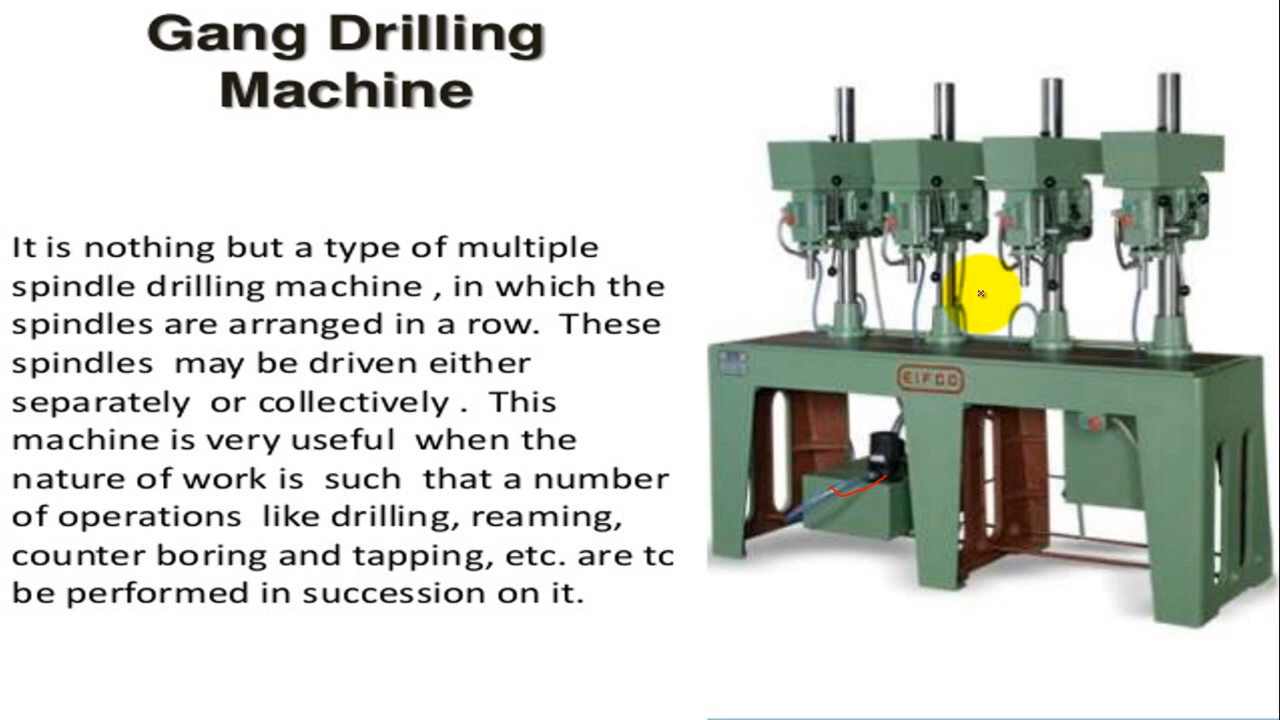 Gang Drilling
Machine
It is nothing but a type of multiple
spindle drilling machine , in which the
spindles are arranged in a row. These
spindles may be driven either
separately or collectively . This
machine is very useful when the
nature of work is such that a number
of operations like drilling, reaming,
counter boring and tapping, etc. are to
be performed in succession on it.
EIFCO